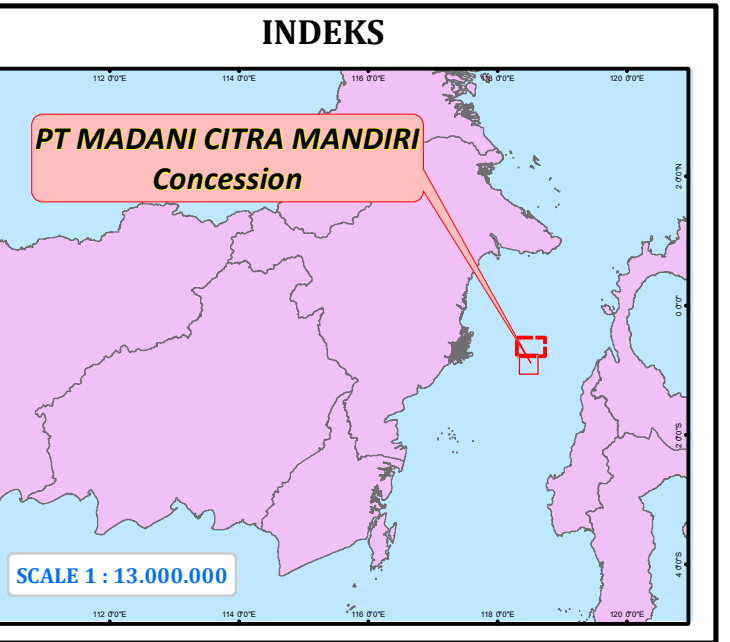 INDEKS
112 0'0"E 114 0'0"E 116 0'0"E 118 0'0"E 120 0'0"E
PT MADANI CITRA MANDIRI
Concession
2 0'0"N
0 0'0"
2 0'0"S
4 0'0"S
SCALE 1 : 13.000.000
112 0'0"E 114 0'0"E 116 0'0"E 118 0'0"E 120 0'0"E